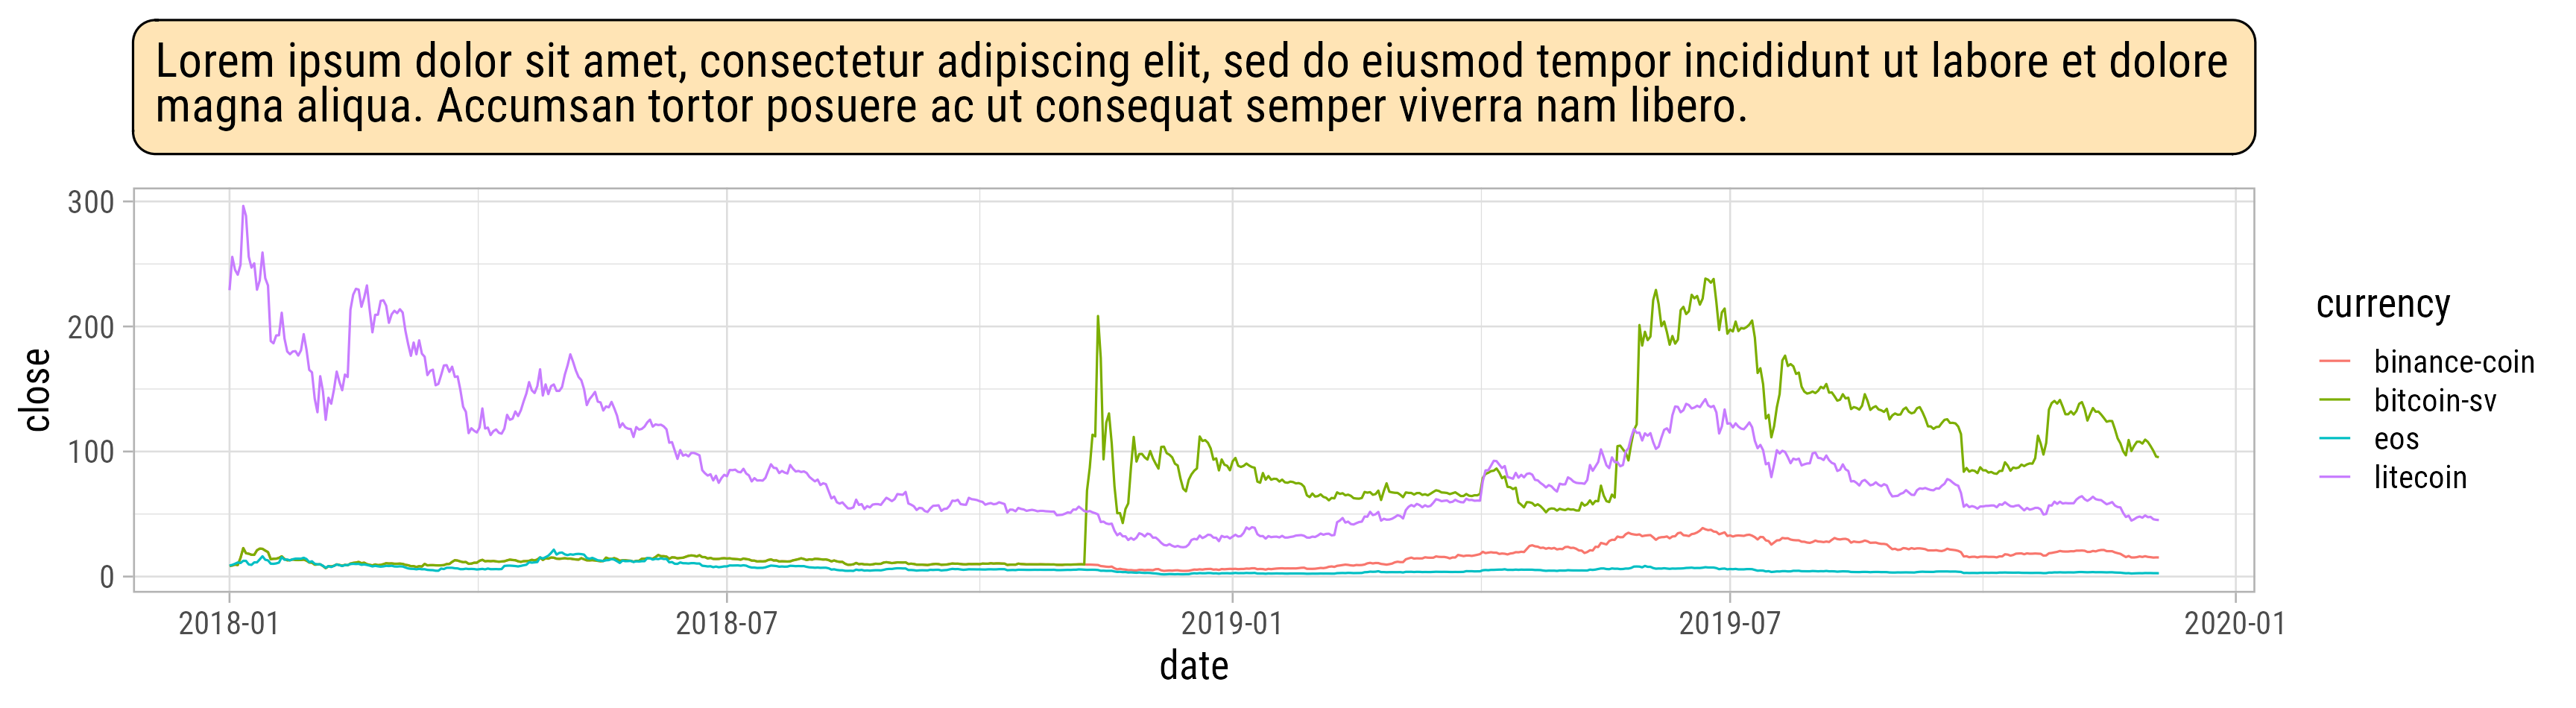 Lorem ipsum dolor sit amet, consectetur adipiscing elit, sed do eiusmod tempor incididunt ut labore et dolore
magna aliqua. Accumsan tortor posuere ac ut consequat semper viverra nam libero.
300
200
100
0
close
2018-01
2018-07
2019-01
2019-07
2020-01
date
currency
binance-coin
bitcoin-sv
eos
litecoin